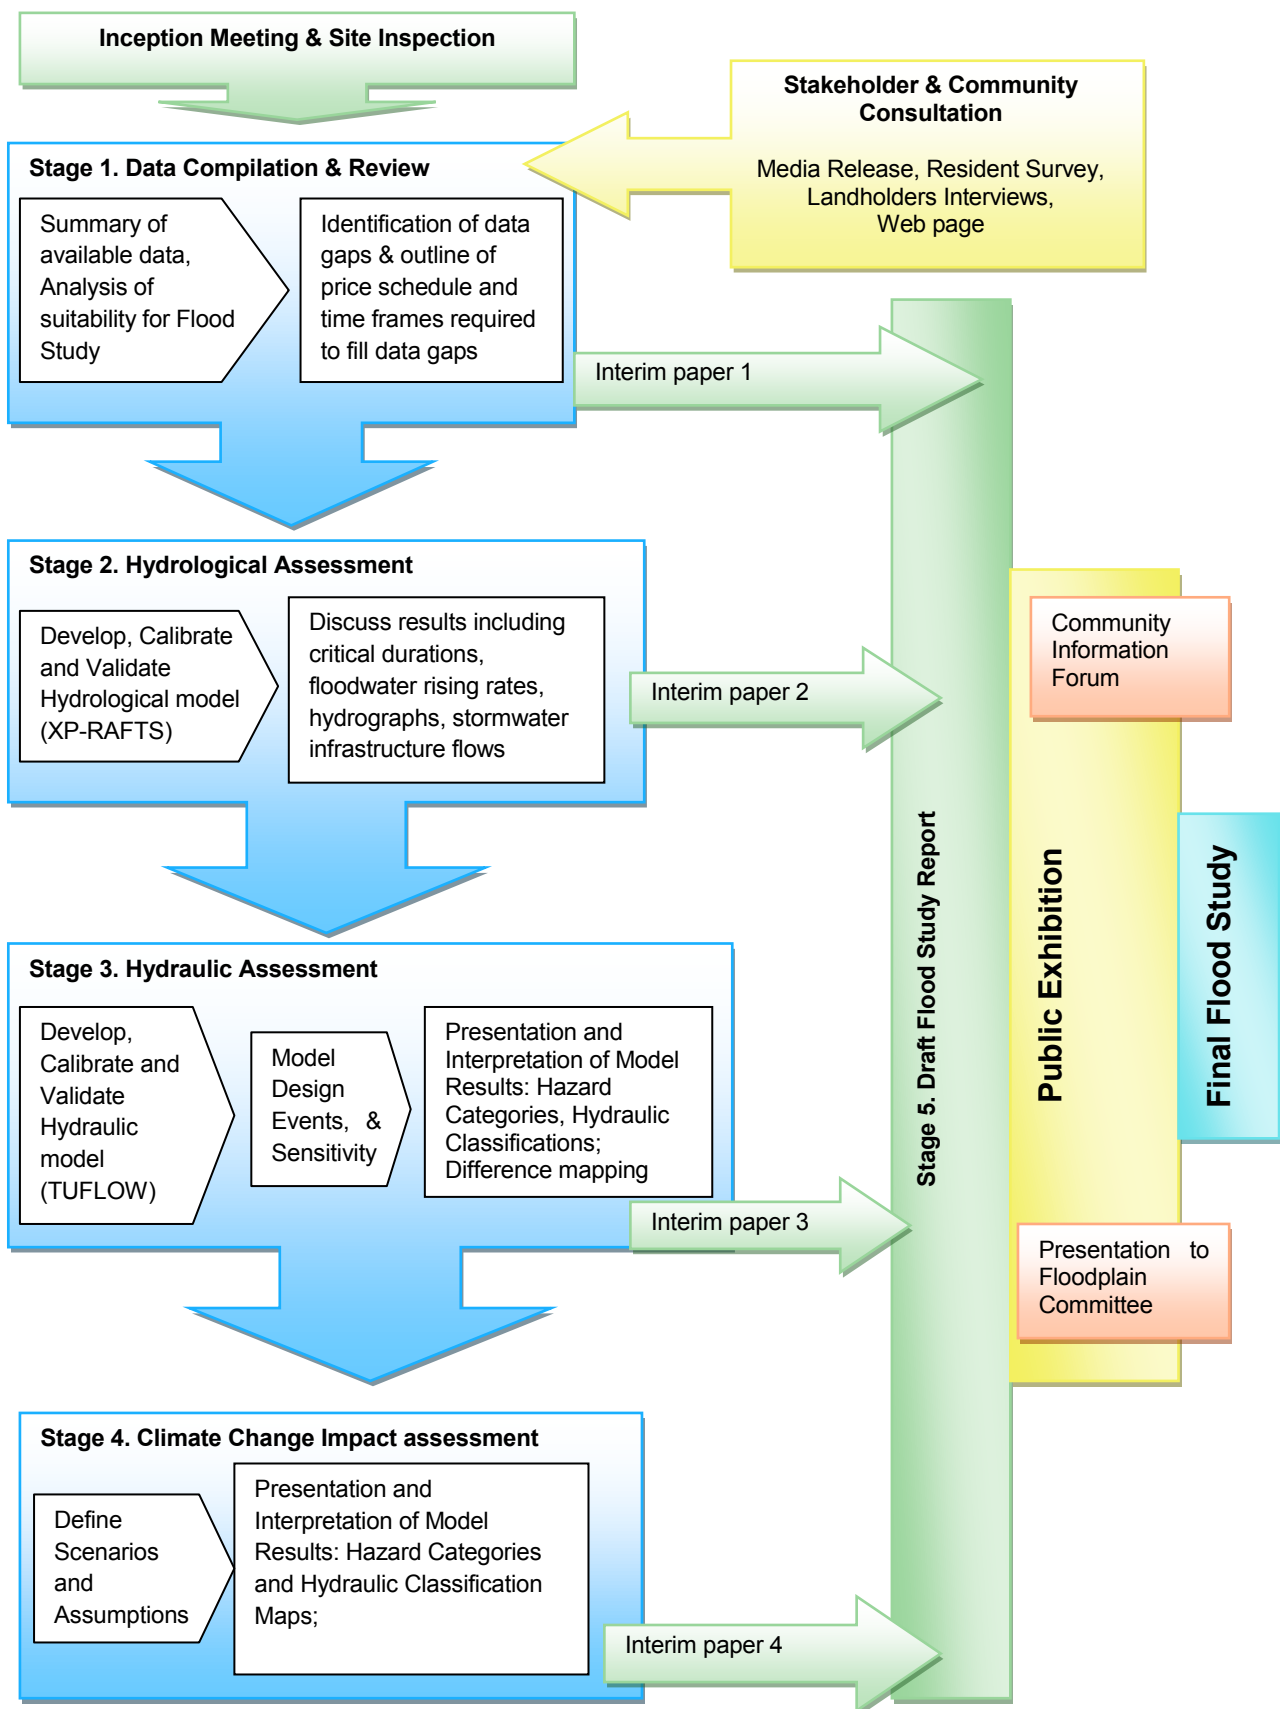 Inception Meeting & Site Inspection
Stakeholder & Community
Consultation
Media Release, Resident Survey,
Landholders Interviews,
Web page
Stage 1. Data Compilation & Review
Summary of
available data,
Analysis of
suitability for Flood
Study
Identification of data
gaps & outline of
price schedule and
time frames required
to fill data gaps
Interim paper 1
Stage 2. Hydrological Assessment
Develop, Calibrate
and Validate
Hydrological model
(XP-RAFTS)
Discuss results including
critical durations,
floodwater rising rates,
hydrographs, stormwater
infrastructure flows
Interim paper 2
Stage 3. Hydraulic Assessment
Develop,
Calibrate and
Validate
Hydraulic
model
(TUFLOW)
Model
Design
Events, &
Sensitivity
Presentation and
Interpretation of Model
Results: Hazard
Categories, Hydraulic
Classifications;
Difference mapping
Interim paper 3
Stage 4. Climate Change Impact assessment
Define
Scenarios
and
Assumptions
Presentation and
Interpretation of Model
Results: Hazard Categories
and Hydraulic Classification
Maps;
Interim paper 4
Stage 5. Draft Flood Study Report
Public Exhibition
Community
Information
Forum
Presentation to
Floodplain
Committee
Final Flood Study